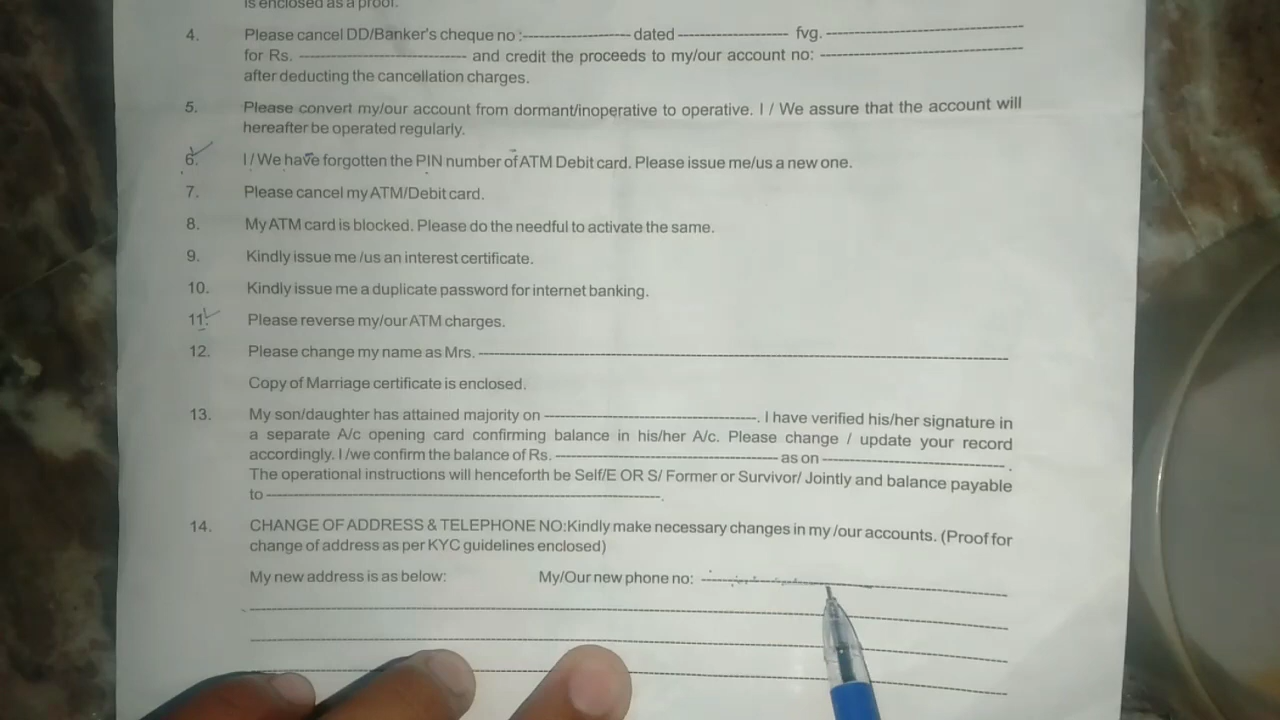 is enclosed as a proof.
4. Please cancel DD/Banker's cheque no :-------------------- dated -------------------- fvg. ------------------------------------
for Rs. ------------------------------ and credit the proceeds to my/our account no: ------------------------------------
after deducting the cancellation charges.
5. Please convert my/our account from dormant/inoperative to operative. I / We assure that the account will
hereafter be operated regularly.
6. I / We have forgotten the PIN number of ATM Debit card. Please issue me/us a new one.
7. Please cancel my ATM/Debit card.
8. My ATM card is blocked. Please do the needful to activate the same.
9. Kindly issue me /us an interest certificate.
10. Kindly issue me a duplicate password for internet banking.
11. Please reverse my/our ATM charges.
12. Please change my name as Mrs. ------------------------------------------------------------
Copy of Marriage certificate is enclosed.
13. My son/daughter has attained majority on ------------------------------. I have verified his/her signature in
a separate A/c opening card confirming balance in his/her A/c. Please change / update your record
accordingly. I /we confirm the balance of Rs. ------------------------------ as on ------------------------------.
The operational instructions will henceforth be Self/E OR S/ Former or Survivor/ Jointly and balance payable
to ------------------------------------------------------------.
14. CHANGE OF ADDRESS & TELEPHONE NO:Kindly make necessary changes in my /our accounts. (Proof for
change of address as per KYC guidelines enclosed)
My new address is as below: My/Our new phone no: ------------------------------------------------